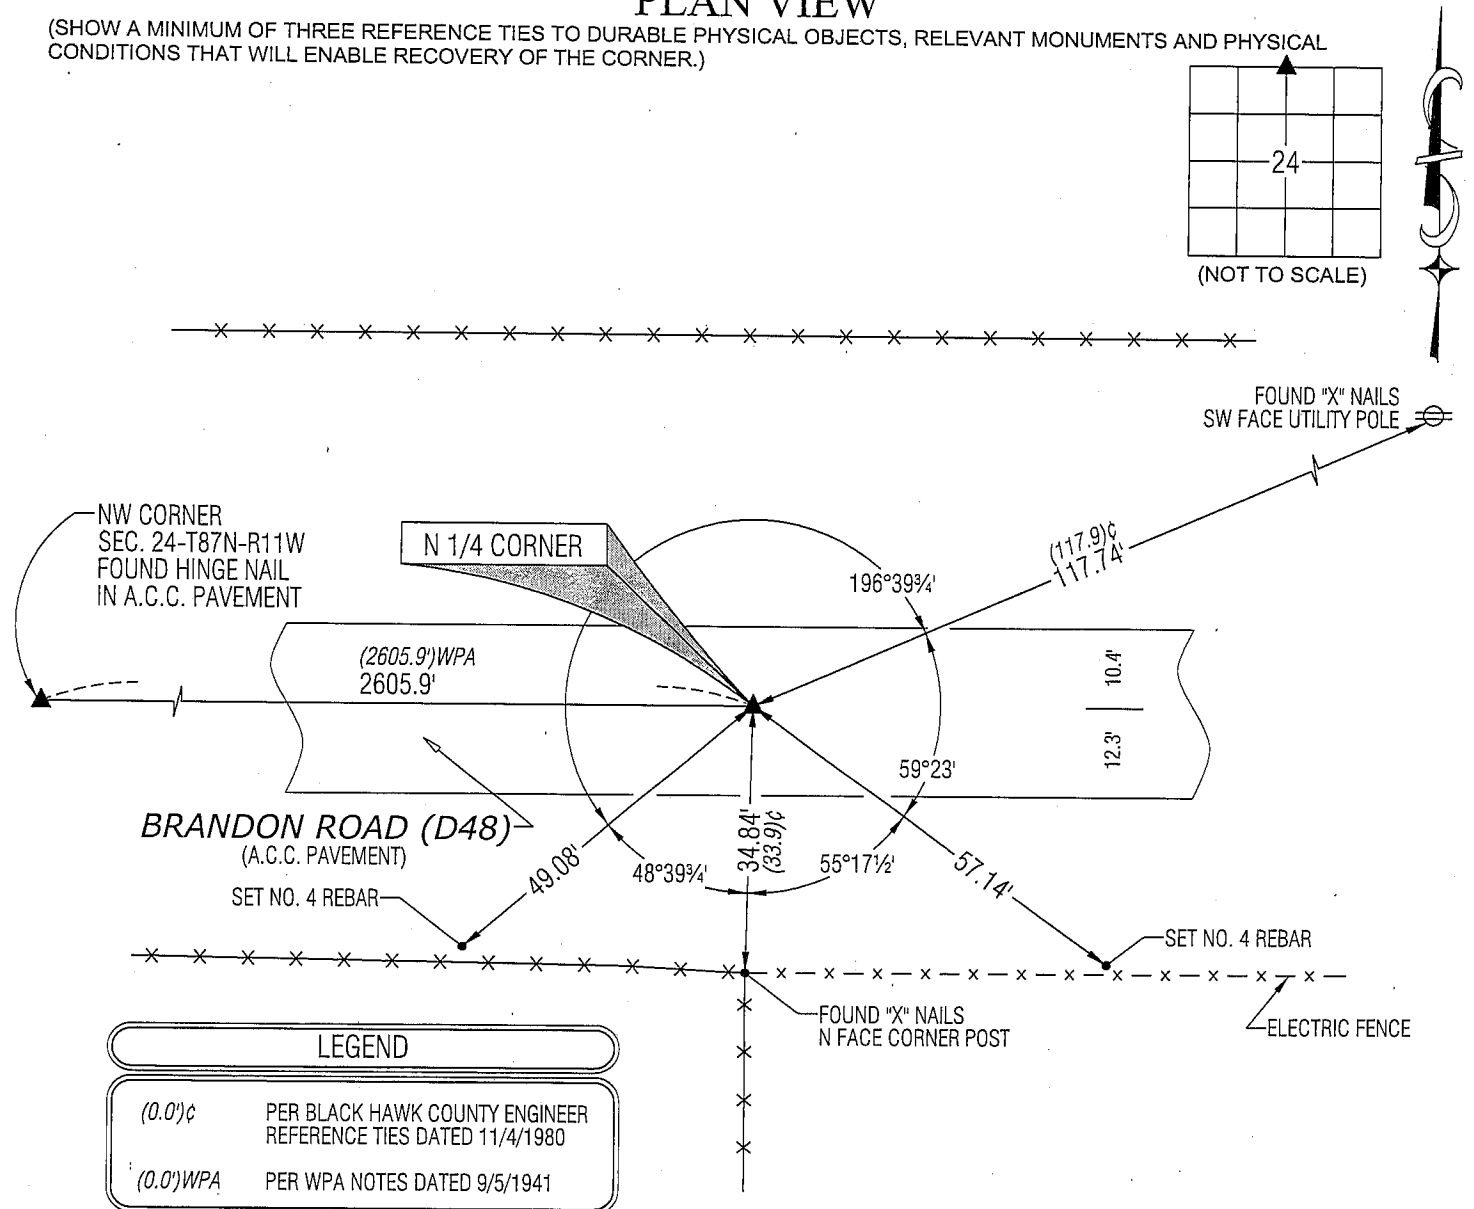 PLAN VIEW
(SHOW A MINIMUM OF THREE REFERENCE TIES TO DURABLE PHYSICAL OBJECTS, RELEVANT MONUMENTS AND PHYSICAL
CONDITIONS THAT WILL ENABLE RECOVERY OF THE CORNER.)
24
(NOT TO SCALE)
FOUND "X" NAILS
SW FACE UTILITY POLE
NW CORNER
SEC. 24-T87N-R11W
FOUND HINGE NAIL
IN A.C.C. PAVEMENT
N 1/4 CORNER
(117.9)¢
117.74'
196°39¾'
(2605.9')WPA
2605.9'
10.4'
12.3'
59°23'
BRANDON ROAD (D48)
(A.C.C. PAVEMENT)
34.84'
(33.9)¢
49.08'
48°39¾'
55°17½'
57.14'
SET NO. 4 REBAR
SET NO. 4 REBAR
FOUND "X" NAILS
N FACE CORNER POST
ELECTRIC FENCE
LEGEND
(0.0')¢ PER BLACK HAWK COUNTY ENGINEER
REFERENCE TIES DATED 11/4/1980
(0.0')WPA PER WPA NOTES DATED 9/5/1941